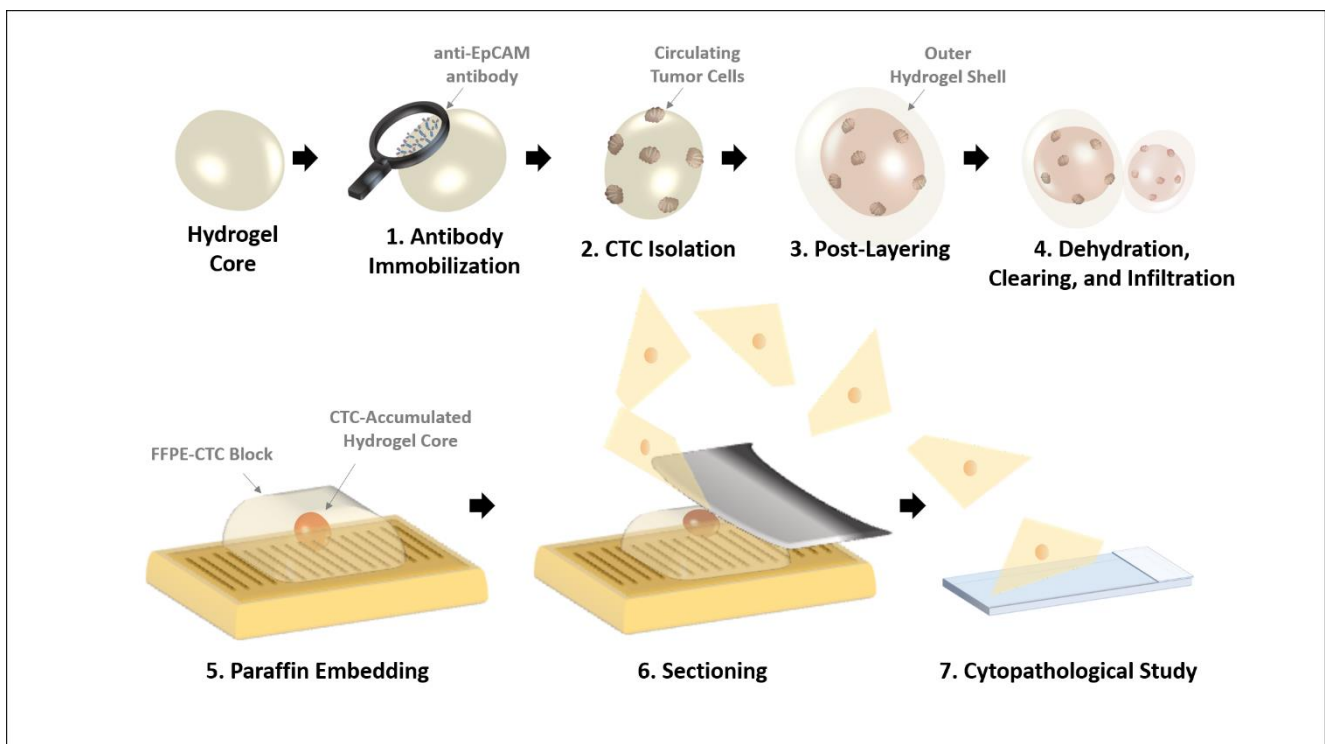 anti-EpCAM
antibody
Circulating
Tumor Cells
Outer
Hydrogel Shell
Hydrogel
Core
1. Antibody
Immobilization
2. CTC Isolation
3. Post-Layering
4. Dehydration,
Clearing, and Infiltration
FFPE-CTC Block
CTC-Accumulated
Hydrogel Core
5. Paraffin Embedding
6. Sectioning
7. Cytopathological Study